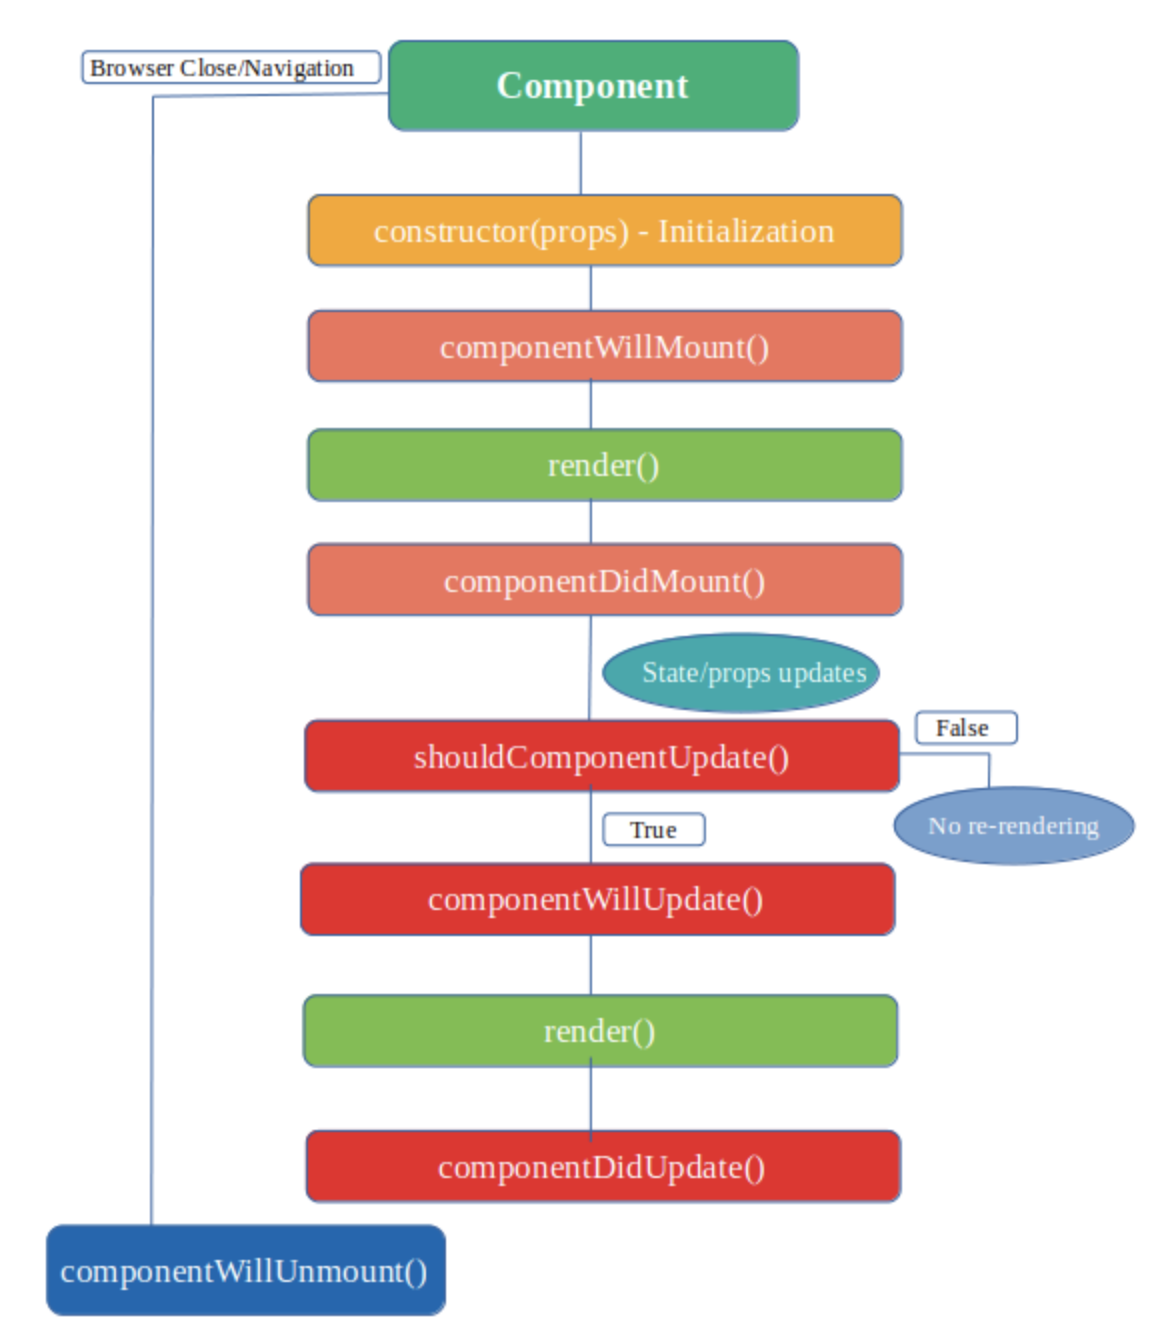 Browser Close/Navigation
Component
constructor(props) - Initialization
componentWillMount()
render()
componentDidMount()
State/props updates
shouldComponentUpdate()
False
No re-rendering
True
componentWillUpdate()
render()
componentDidUpdate()
componentWillUnmount()